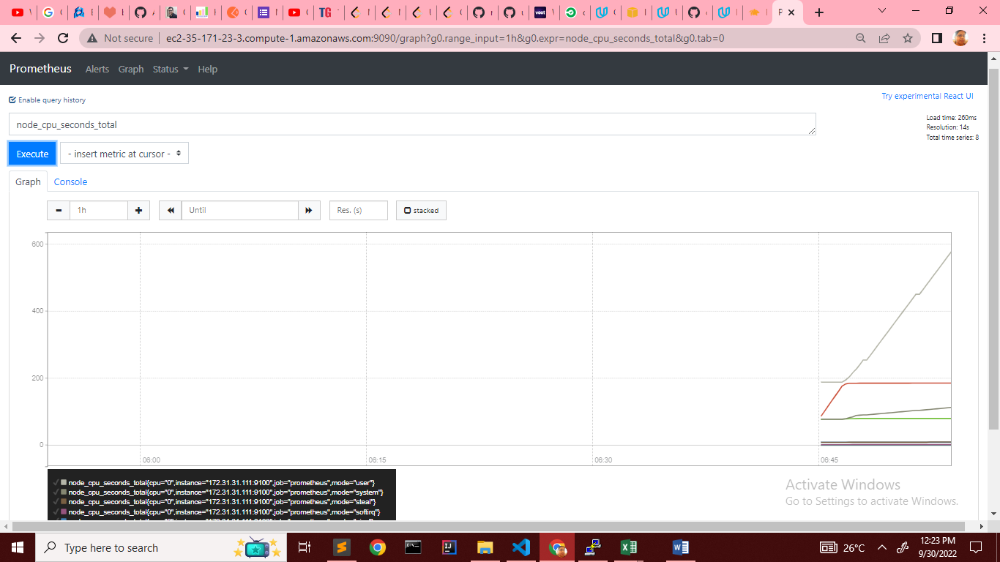 Not secure
ec2-35-171-23-3.compute-1.amazonaws.com:9090/graph?g0.range_input=1h&g0.expr=node_cpu_seconds_total&g0.tab=0
Prometheus Alerts Graph Status Help
Enable query history
Try experimental React UI
node_cpu_seconds_total
Load time: 260ms
Resolution: 14s
Total time series: 8
Execute
- insert metric at cursor -
Graph Console
1h
Until
Res. (s)
stacked
600
400
200
0
06:00
06:15
06:30
06:45
node_cpu_seconds_total{cpu="0",instance="172.31.31.111:9100",job="prometheus",mode="user"}
node_cpu_seconds_total{cpu="0",instance="172.31.31.111:9100",job="prometheus",mode="system"}
node_cpu_seconds_total{cpu="0",instance="172.31.31.111:9100",job="prometheus",mode="steal"}
node_cpu_seconds_total{cpu="0",instance="172.31.31.111:9100",job="prometheus",mode="softirq"}
Activate Windows
Go to Settings to activate Windows.
Type here to search
26°C
12:23 PM
9/30/2022